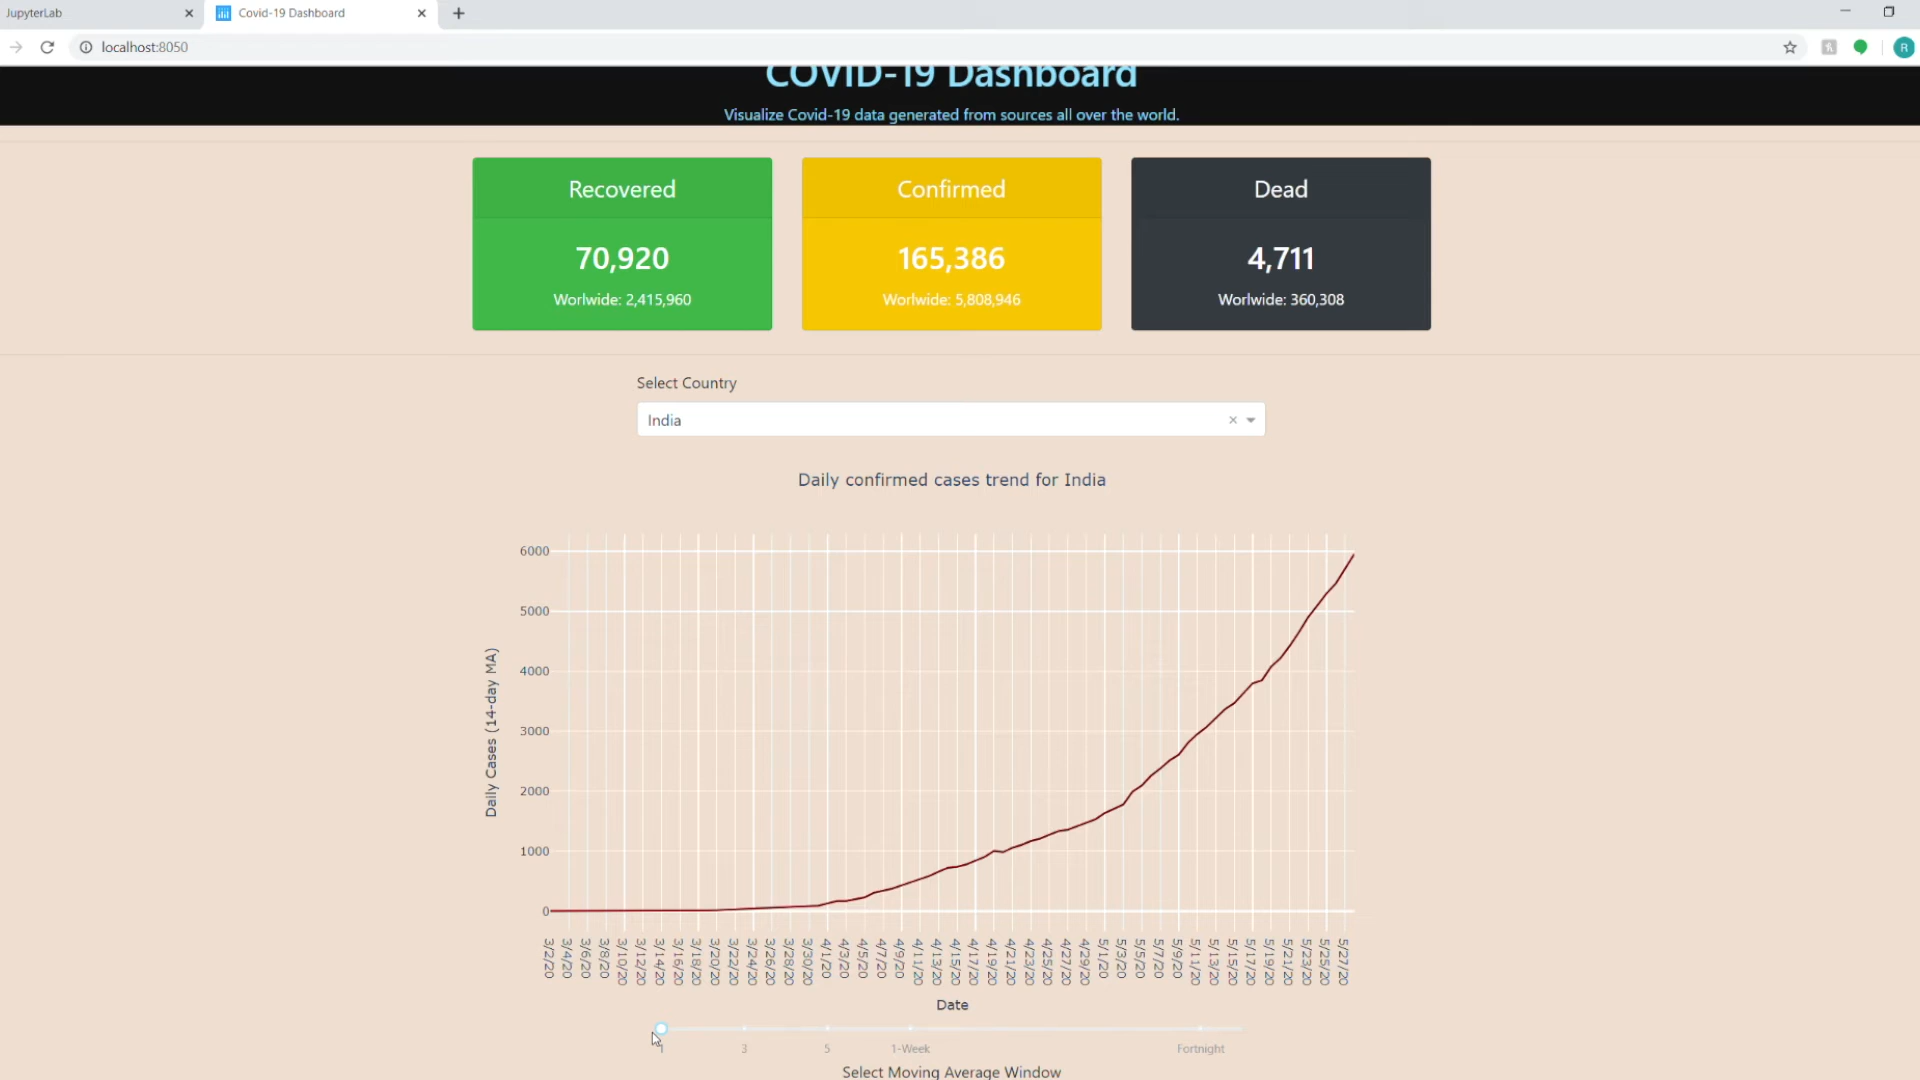 JupyterLab
Covid-19 Dashboard
localhost:8050
R
COVID-19 Dashboard
Visualize Covid-19 data generated from sources all over the world.
Recovered
70,920
Worlwide: 2,415,960
Confirmed
165,386
Worlwide: 5,808,946
Dead
4,711
Worlwide: 360,308
Select Country
India
Daily confirmed cases trend for India
Daily Cases (14-day MA)
6000
5000
4000
3000
2000
1000
0
3/2/20
3/4/20
3/6/20
3/8/20
3/10/20
3/12/20
3/14/20
3/16/20
3/18/20
3/20/20
3/22/20
3/24/20
3/26/20
3/28/20
3/30/20
4/1/20
4/3/20
4/5/20
4/7/20
4/9/20
4/11/20
4/13/20
4/15/20
4/17/20
4/19/20
4/21/20
4/23/20
4/25/20
4/27/20
4/29/20
5/1/20
5/3/20
5/5/20
5/7/20
5/9/20
5/11/20
5/13/20
5/15/20
5/17/20
5/19/20
5/21/20
5/23/20
5/25/20
5/27/20
Date
1
3
5
1-Week
Fortnight
Select Moving Average Window